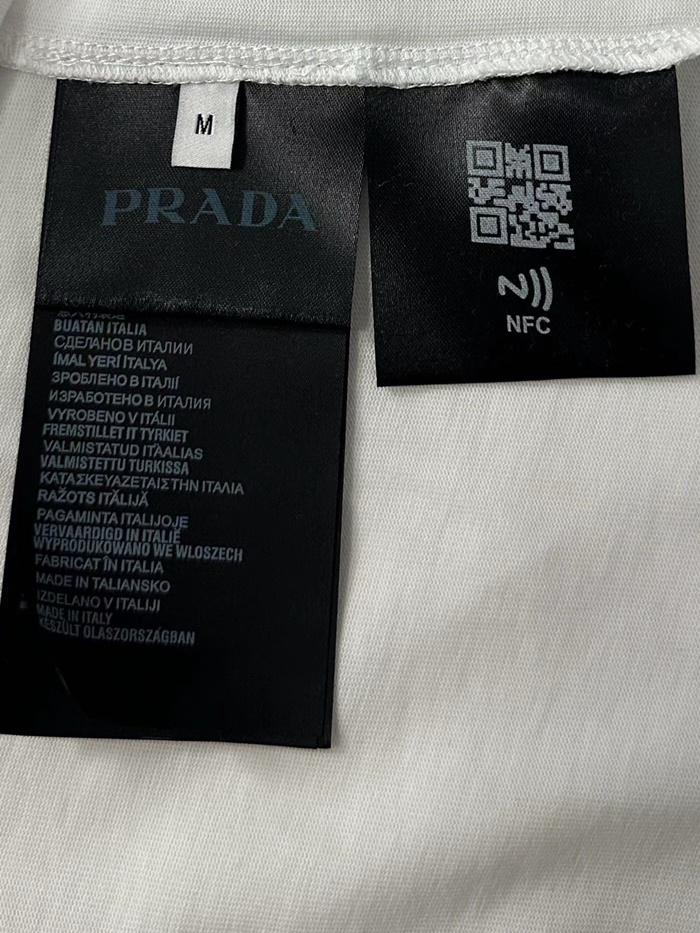 M
PRADA
BUATAN ITALIA
СДЕЛАНО В ИТАЛИИ
İMAL YERİ İTALYA
ЗРОБЛЕНО В ІТАЛІЇ
ИЗРАБОТЕНО В ИТАЛИЯ
VYROBENO V ITÁLII
FREMSTILLET IT TYRKIET
VALMISTATUD ITAALIAS
VALMISTETTU TURKISSA
ΚΑΤΑΣΚΕΥΑΖΕΤΑΙ ΣΤΗΝ ΙΤΑΛΙΑ
RAŽOTS ITĀLIJĀ
PAGAMINTA ITALIJOJE
VERVAARDIGD IN ITALIË
WYPRODUKOWANO WE WLOSZECH
FABRICAT ÎN ITALIA
MADE IN TALIANSKO
IZDELANO V ITALIJI
MADE IN ITALY
KÉSZÜLT OLASZORSZÁGBAN
NFC